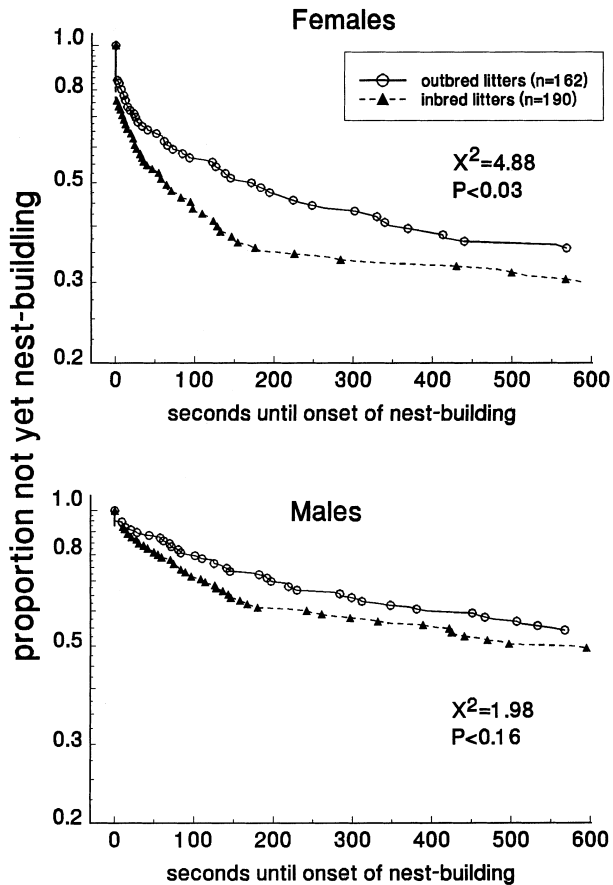 Females
1.0
outbred litters (n=162)
inbred litters (n=190)
0.8
X2=4.88
P<0.03
0.5
0.3
0.2
0 100 200 300 400 500 600
seconds until onset of nest-building
proportion not yet nest-buildling
Males
1.0
0.8
0.5
X2=1.98
P<0.16
0.3
0.2
0 100 200 300 400 500 600
seconds until onset of nest-building